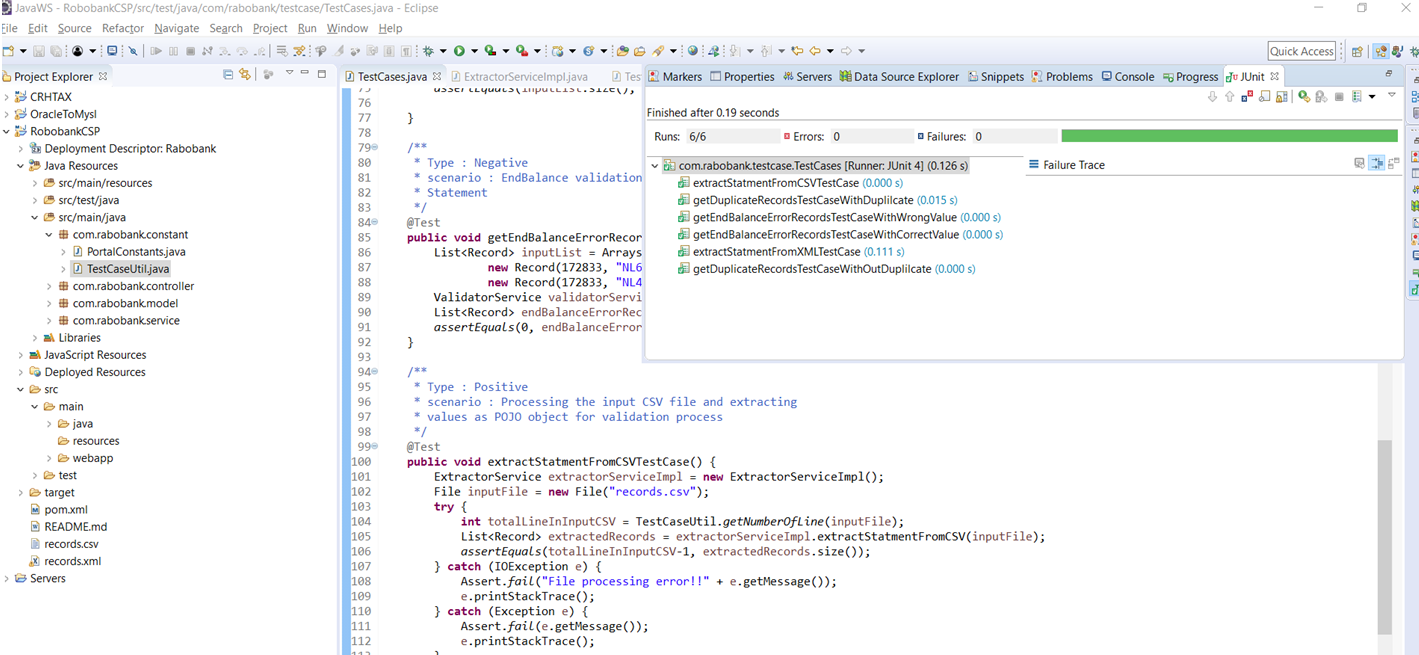 JavaWS - RobobankCSP/src/test/java/com/rabobank/testcase/TestCases.java - Eclipse
File Edit Source Refactor Navigate Search Project Run Window Help
Quick Access
Project Explorer
CRHTAX
OracleToMysl
RobobankCSP
Deployment Descriptor: Rabobank
Java Resources
src/main/resources
src/test/java
src/main/java
com.rabobank.constant
PortalConstants.java
TestCaseUtil.java
com.rabobank.controller
com.rabobank.model
com.rabobank.service
Libraries
JavaScript Resources
Deployed Resources
src
main
java
resources
webapp
test
target
pom.xml
README.md
records.csv
records.xml
Servers
TestCases.java ExtractorServiceImpl.java Tes
75 assertEquals(inputList.size(),
76
77 }
78
79 /**
80 * Type : Negative
81 * scenario : EndBalance validation
82 * Statement
83 */
84 @Test
85 public void getEndBalanceErrorRecor
86 List<Record> inputList = Arrays
87 new Record(172833, "NL6
88 new Record(172833, "NL4
89 ValidatorService validatorServi
90 List<Record> endBalanceErrorRec
91 assertEquals(0, endBalanceError
92 }
93
94 /**
95 * Type : Positive
96 * scenario : Processing the input CSV file and extracting
97 * values as POJO object for validation process
98 */
99 @Test
100 public void extractStatmentFromCSVTestCase() {
101 ExtractorService extractorServiceImpl = new ExtractorServiceImpl();
102 File inputFile = new File("records.csv");
103 try {
104 int totalLineInInputCSV = TestCaseUtil.getNumberOfLine(inputFile);
105 List<Record> extractedRecords = extractorServiceImpl.extractStatmentFromCSV(inputFile);
106 assertEquals(totalLineInInputCSV-1, extractedRecords.size());
107 } catch (IOException e) {
108 Assert.fail("File processing error!!" + e.getMessage());
109 e.printStackTrace();
110 } catch (Exception e) {
111 Assert.fail(e.getMessage());
112 e.printStackTrace();
113 }
Markers Properties Servers Data Source Explorer Snippets Problems Console Progress JUnit
Finished after 0.19 seconds
Runs: 6/6 Errors: 0 Failures: 0
com.rabobank.testcase.TestCases [Runner: JUnit 4] (0.126 s)
extractStatmentFromCSVTestCase (0.000 s)
getDuplicateRecordsTestCaseWithDuplilcate (0.015 s)
getEndBalanceErrorRecordsTestCaseWithWrongValue (0.000 s)
getEndBalanceErrorRecordsTestCaseWithCorrectValue (0.000 s)
extractStatmentFromXMLTestCase (0.111 s)
getDuplicateRecordsTestCaseWithOutDuplilcate (0.000 s)
Failure Trace